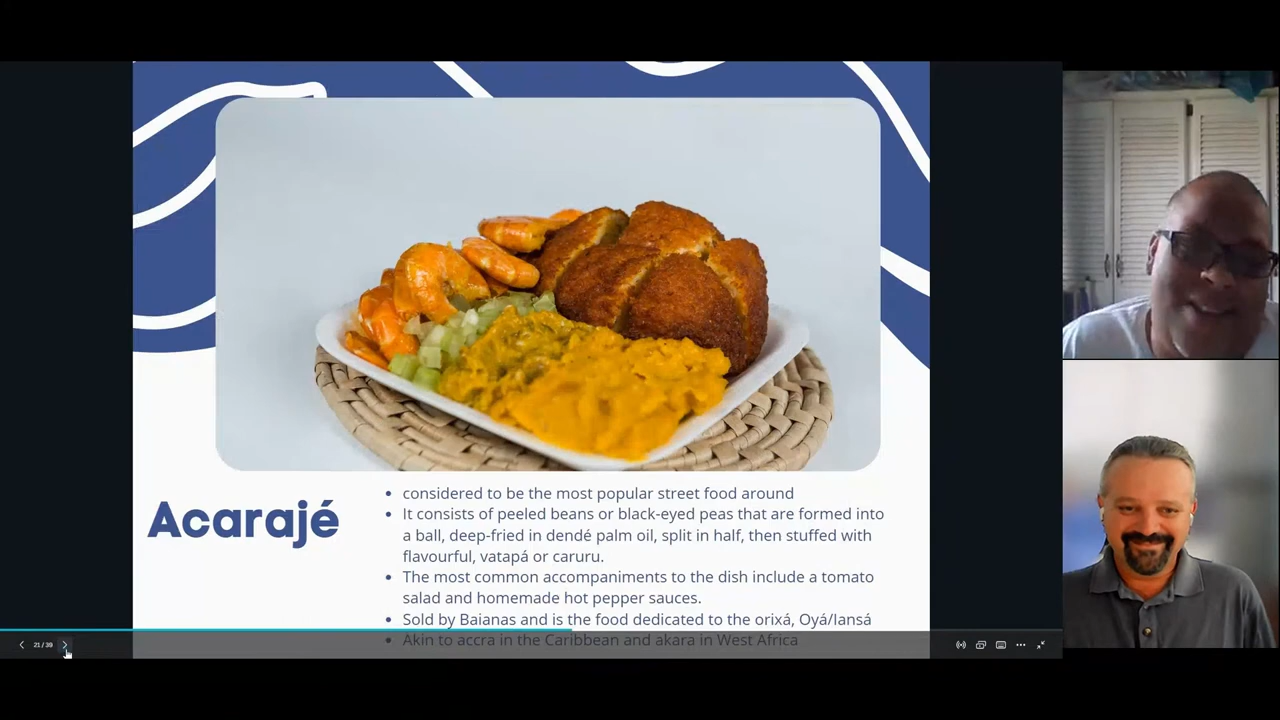 Acarajé
considered to be the most popular street food around
It consists of peeled beans or black-eyed peas that are formed into
a ball, deep-fried in dendé palm oil, split in half, then stuffed with
flavourful, vatapá or caruru.
The most common accompaniments to the dish include a tomato
salad and homemade hot pepper sauces.
Sold by Baianas and is the food dedicated to the orixá, Oyá/Iansá
Akin to accra in the Caribbean and akara in West Africa
21 / 39